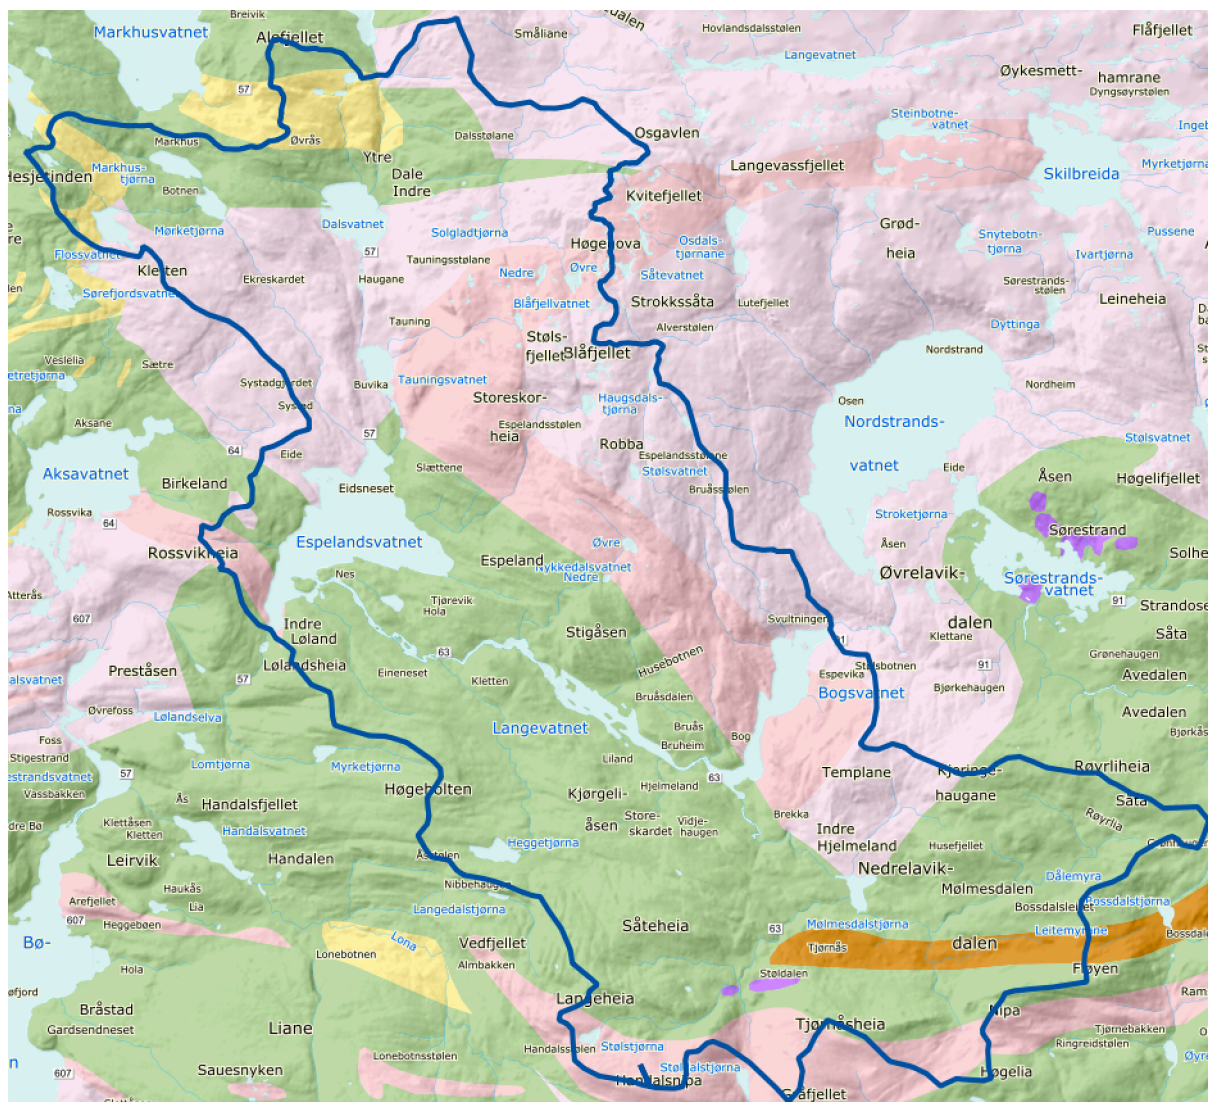 Breivik
Markhusvatnet
Alefjellet
Småliane
Hovlandsdalsstølen
Flåfjellet
Langevatnet
Øykesmett-
hamrane
Dyngsøyrstølen
57
Steinbotne-
vatnet
Osgavlen
Dalsstølane
Markhus
Øvrås
Ytre
Dale
Indre
Langevassfjellet
Myrketjørna
Skilbreida
Hesjetinden
Markhus-
tjørna
Botnen
Kvitefjellet
Mørketjørna
Dalsvatnet
Solgladtjørna
Grød-
heia
Snytebotn-
tjørna
Pussene
57
Høgenova
Osdals-
tjørnane
Ivartjørna
Flossvatnet
Kletten
Tauningsstølane
Nedre
Øvre
Såtevatnet
Ekreskardet
Haugane
Sørestrands-
stølen
Sørefjordsvatnet
Blåfjellvatnet
Strokkssåta
Lutefjellet
Leineheia
Tauning
Alverstølen
Dyttinga
Støls-
fjellet
Blåfjellet
Nordstrand
Veslelia
Sætre
Systadgjerdet
Buvika
Tauningsvatnet
Nordheim
Storeskor-
heia
Haugsdals-
tjørna
Osen
Systad
Aksane
Espelandsstølen
Nordstrands-
vatnet
57
Robba
Stølsvatnet
64
Eide
Espelandsstølane
Slættene
Stølsvatnet
Eide
Aksavatnet
Birkeland
Eidsneset
Bruåsstølen
Åsen
Høgelifjellet
Rossvika
64
Stroketjørna
Sørestrand
Rossvikheia
Espelandsvatnet
Øvre
Åsen
Espeland
Nykkedalsvatnet
Nedre
Øvrelavik-
dalen
Sørestrands-
vatnet
Nes
91
Tjørevik
Hola
607
Svultningen
Klettane
Indre
Løland
Stigåsen
Såta
63
Grønehaugen
Lølandsheia
Husebotnen
Stølsbotnen
91
Preståsen
Eineneset
Kletten
Espevika
Avedalen
57
Bjørkehaugen
Bruåsdalen
Bogsvatnet
Øvrefoss
Lølandselva
Avedalen
Foss
Langevatnet
Bruås
Bog
Stigestrand
Bruheim
Liland
Lomtjørna
Myrketjørna
Templane
Kjeringe-
haugane
Røvrliheia
57
Vassbakken
63
Høgeholten
Hjelmeland
Kjørgeli-
åsen
Ås
Handalsfjellet
Såta
Store-
skardet
Vidje-
haugen
Brekka
Røyrlia
Klettåsen
Kletten
Handalsvatnet
Indre
Hjelmeland
Heggetjørna
Husefjellet
Leirvik
Handalen
Åsstølen
Nedrelavik-
dalen
Dålemyra
Haukås
Nibbehaugen
Mølmesdalen
Arefjellet
Lia
Langedalstjørna
Bossdalsleitet
Rossdalstjørna
607
Heggebøen
Såteheia
Mølmesdalstjørna
Leitemyrane
63
Bø-
Lona
Vedfjellet
Tjørnås
Lonebotnen
Hola
Almbakken
Støldalen
Fløyen
Langeheia
Bråstad
Nipa
Gardsendneset
Liane
Tjørnåsheia
Tjørnebakken
Ringreidstølen
Handalsstølen
Stølstjørna
Lonebotnsstølen
Sauesnyken
Stølsdalstjørna
607
Handalsnipa
Høgelia
Gråfjellet